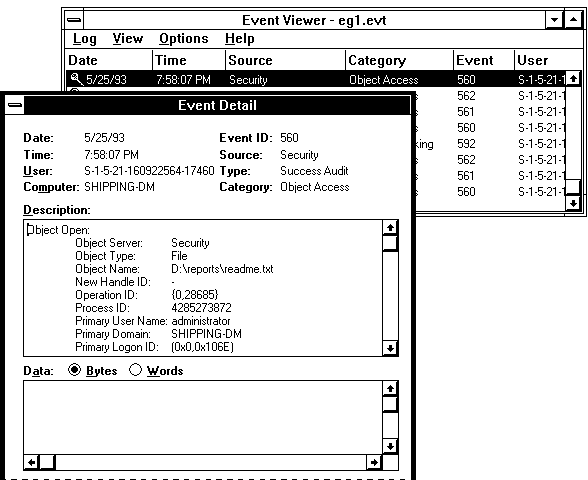 Event Viewer - eg1.evt
Log View Options Help
Date Time Source Category Event User
5/25/93 7:58:07 PM Security Object Access 560 S-1-5-21-1
562 S-1-5-21-1
561 S-1-5-21-1
560 S-1-5-21-1
king 592 S-1-5-21-1
562 S-1-5-21-1
561 S-1-5-21-1
560 S-1-5-21-1
Event Detail
Date: 5/25/93 Event ID: 560
Time: 7:58:07 PM Source: Security
User: S-1-5-21-160922564-17460 Type: Success Audit
Computer: SHIPPING-DM Category: Object Access
Description:
Object Open:
Object Server: Security
Object Type: File
Object Name: D:\reports\readme.txt
New Handle ID: -
Operation ID: {0,28685}
Process ID: 4285273872
Primary User Name: administrator
Primary Domain: SHIPPING-DM
Primary Logon ID: (0x0,0x106E)
Data: Bytes Words